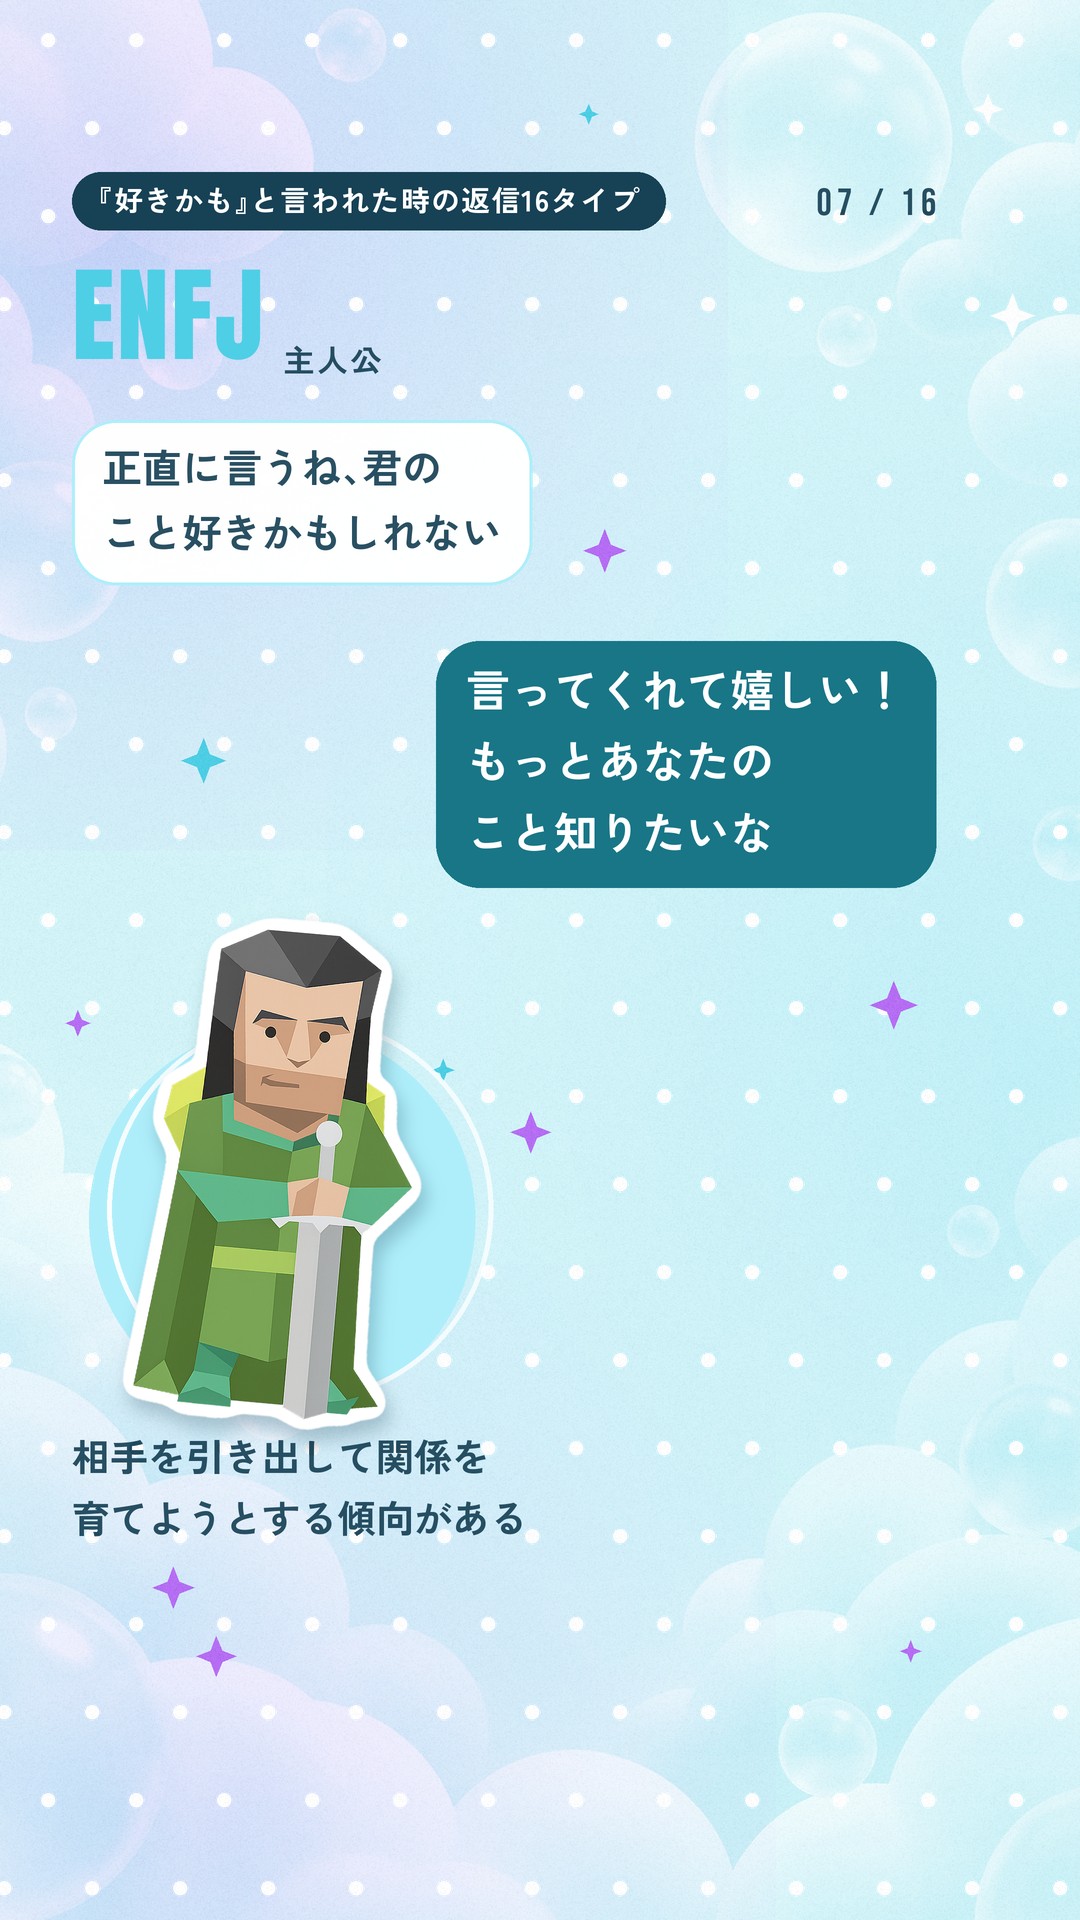 『好きかも』と言われた時の返信16タイプ
07 / 16
ENFJ
主人公
正直に言うね、君の
こと好きかもしれない
言ってくれて嬉しい！
もっとあなたの
こと知りたいな
相手を引き出して関係を
育てようとする傾向がある